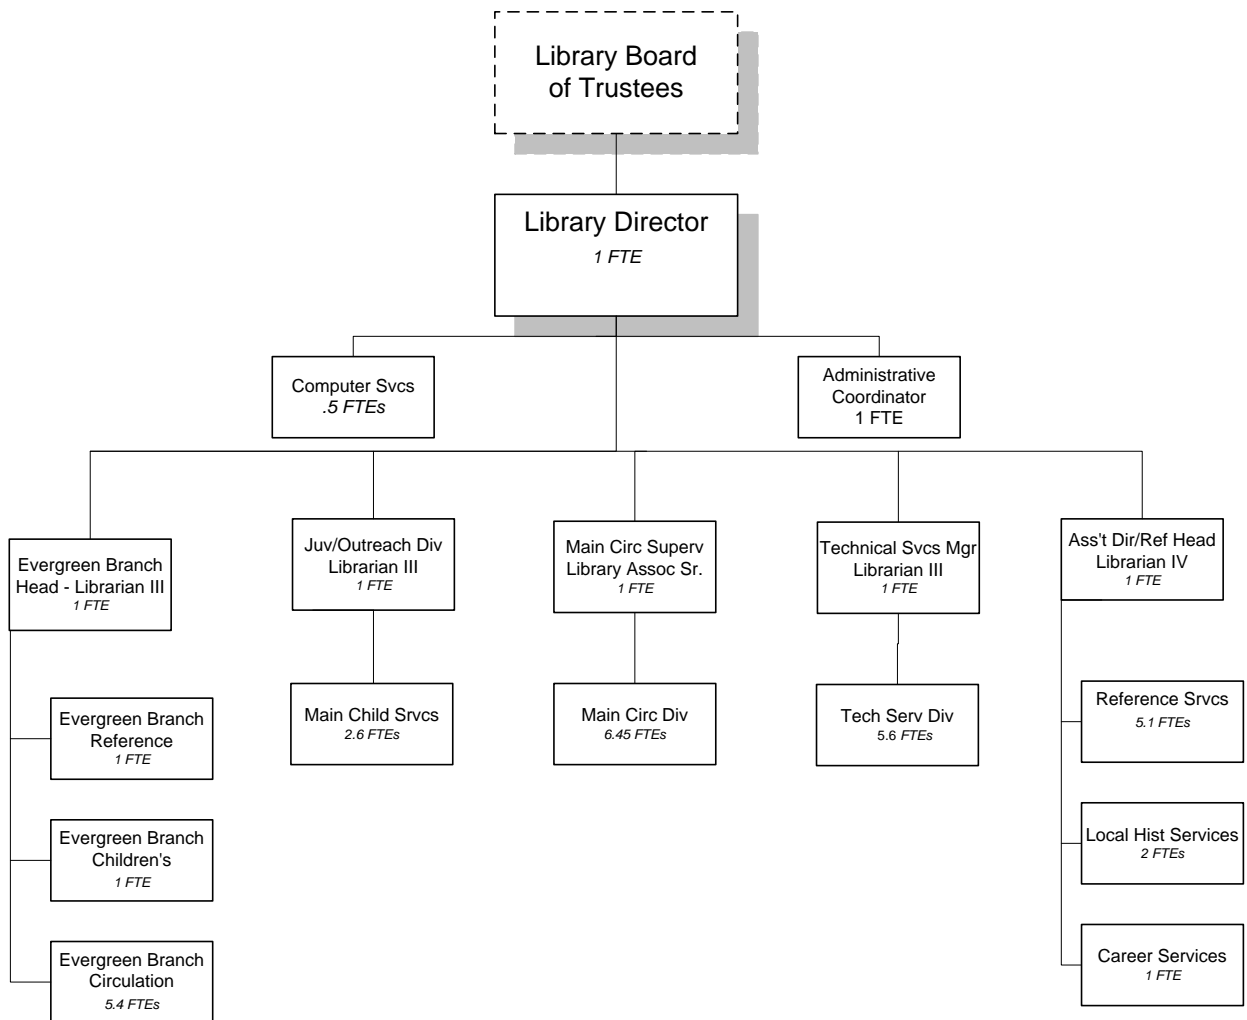 Library Board
of Trustees
Library Director
1 FTE
Computer Svcs
.5 FTEs
Administrative
Coordinator
1 FTE
Evergreen Branch
Head - Librarian III
1 FTE
Juv/Outreach Div
Librarian III
1 FTE
Main Circ Superv
Library Assoc Sr.
1 FTE
Technical Svcs Mgr
Librarian III
1 FTE
Ass't Dir/Ref Head
Librarian IV
1 FTE
Evergreen Branch
Reference
1 FTE
Main Child Srvcs
2.6 FTEs
Main Circ Div
6.45 FTEs
Tech Serv Div
5.6 FTEs
Reference Srvcs
5.1 FTEs
Evergreen Branch
Children's
1 FTE
Local Hist Services
2 FTEs
Evergreen Branch
Circulation
5.4 FTEs
Career Services
1 FTE